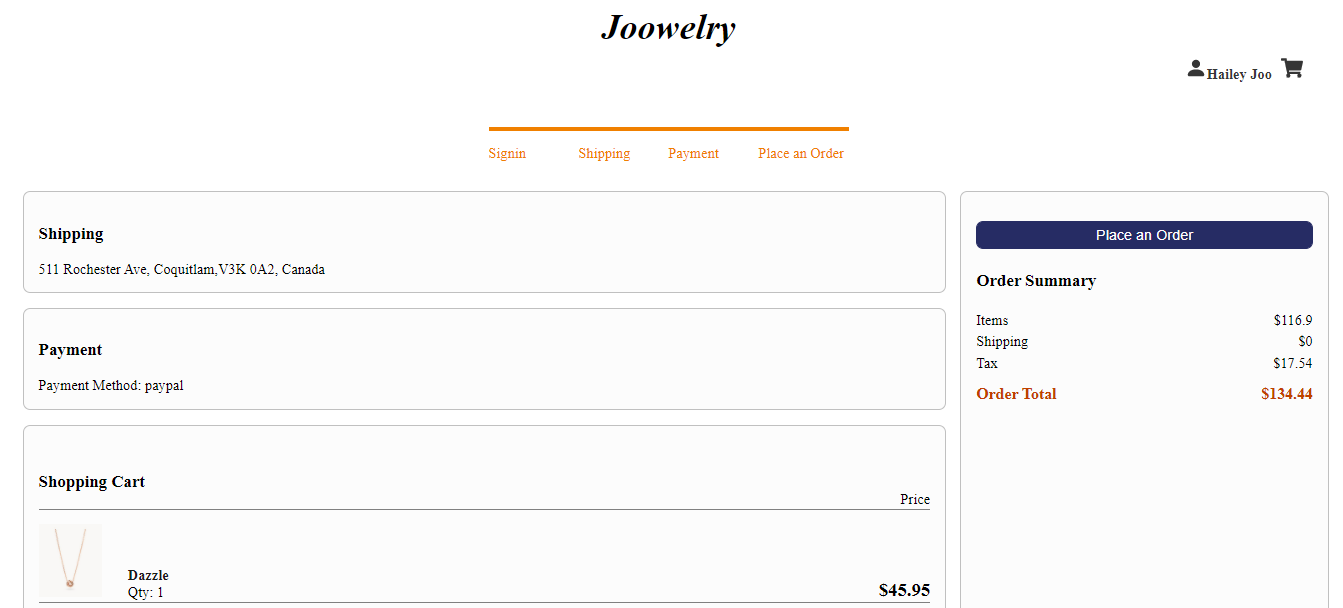 Joowelry
Hailey Joo
Signin Shipping Payment Place an Order
Shipping
511 Rochester Ave, Coquitlam,V3K 0A2, Canada
Payment
Payment Method: paypal
Shopping Cart
Price
Dazzle
Qty: 1
$45.95
Place an Order
Order Summary
Items $116.9
Shipping $0
Tax $17.54
Order Total $134.44